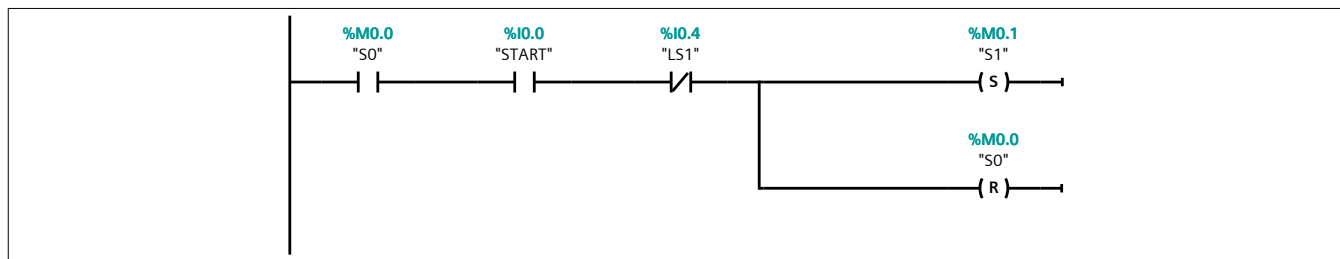 %M0.0 %I0.0 %I0.4 %M0.1
"S0" "START" "LS1" "S1"
S
%M0.0
"S0"
R